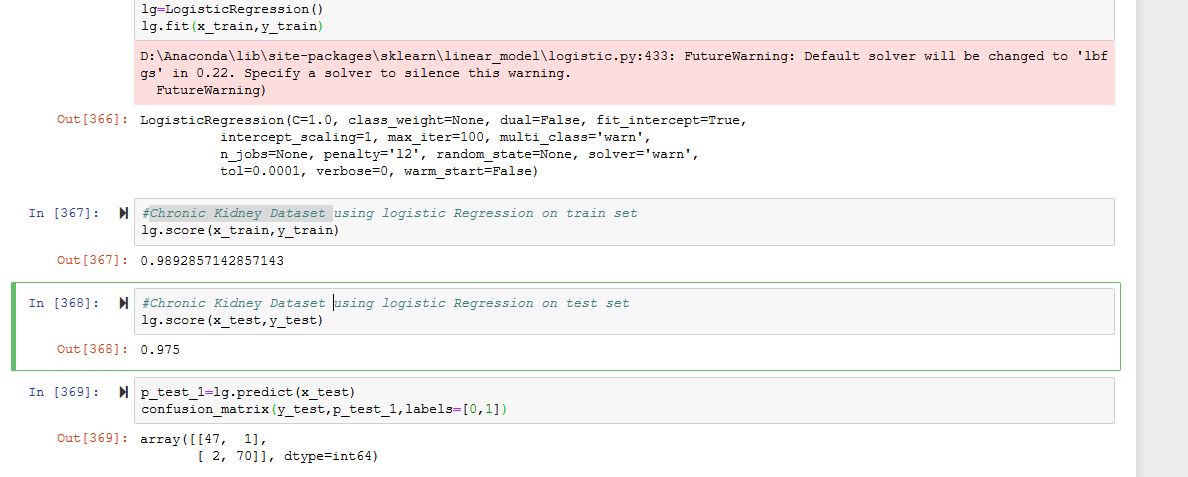 lg=LogisticRegression()
lg.fit(x_train,y_train)
D:\Anaconda\lib\site-packages\sklearn\linear_model\logistic.py:433: FutureWarning: Default solver will be changed to 'lbf
gs' in 0.22. Specify a solver to silence this warning.
  FutureWarning)
Out[366]: LogisticRegression(C=1.0, class_weight=None, dual=False, fit_intercept=True,
          intercept_scaling=1, max_iter=100, multi_class='warn',
          n_jobs=None, penalty='l2', random_state=None, solver='warn',
          tol=0.0001, verbose=0, warm_start=False)
In [367]: #Chronic Kidney Dataset using logistic Regression on train set
lg.score(x_train,y_train)
Out[367]: 0.9892857142857143
In [368]: #Chronic Kidney Dataset using logistic Regression on test set
lg.score(x_test,y_test)
Out[368]: 0.975
In [369]: p_test_1=lg.predict(x_test)
confusion_matrix(y_test,p_test_1,labels=[0,1])
Out[369]: array([[47,  1],
       [ 2, 70]], dtype=int64)